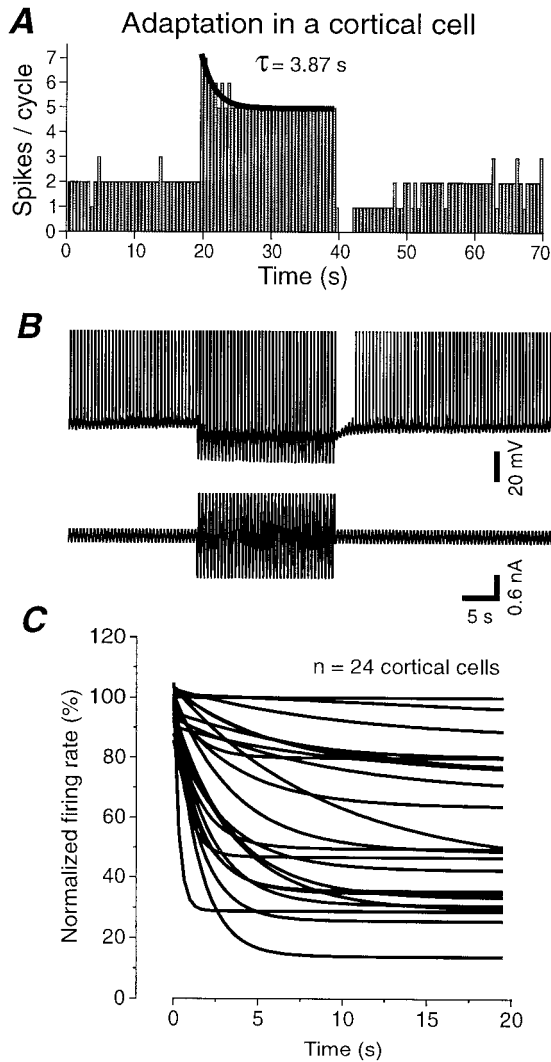 A Adaptation in a cortical cell
τ = 3.87 s
Spikes / cycle
7
6
5
4
3
2
1
0
0 10 20 30 40 50 60 70
Time (s)
B
20 mV
0.6 nA
5 s
C
n = 24 cortical cells
Normalized firing rate (%)
120
100
80
60
40
20
0
0 5 10 15 20
Time (s)